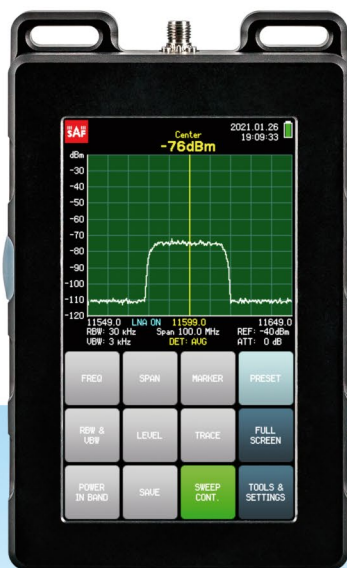 SAF
Center
-76dBm
2021.01.26
19:09:33
dBm
-30
-40
-50
-60
-70
-80
-90
-100
-110
-120
11549.0 LNA ON 11599.0 11649.0
RBW: 30 kHz Span 100.0 MHz REF: -40dBm
VBW: 3 kHz DET: AVG ATT: 0 dB
FREQ SPAN MARKER PRESET
RBW & VBW LEVEL TRACE FULL SCREEN
POWER IN BAND SAVE SWEEP CONT. TOOLS & SETTINGS